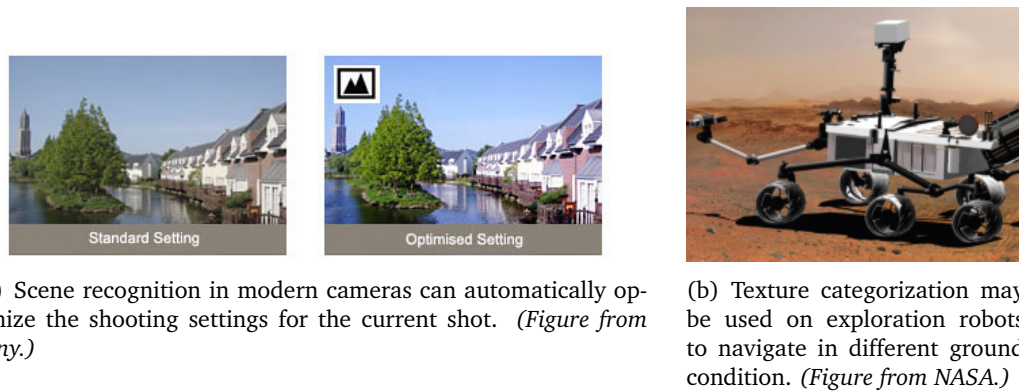 Standard Setting
Optimised Setting
) Scene recognition in modern cameras can automatically op-
nize the shooting settings for the current shot. (Figure from
ny.)
(b) Texture categorization may
be used on exploration robots
to navigate in different ground
condition. (Figure from NASA.)